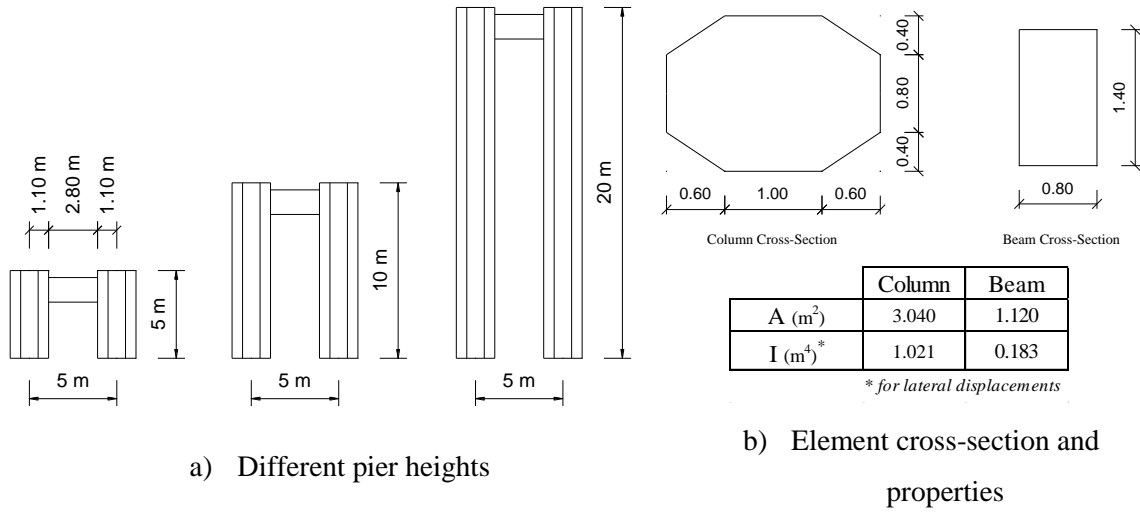 1.10 m
2.80 m
1.10 m
5 m
5 m
10 m
5 m
20 m
5 m
0.40
0.80
0.40
0.60
1.00
0.60
Column Cross-Section
1.40
0.80
Beam Cross-Section
Column Beam
A (m²) 3.040 1.120
I (m⁴)* 1.021 0.183
* for lateral displacements
a) Different pier heights
b) Element cross-section and
properties